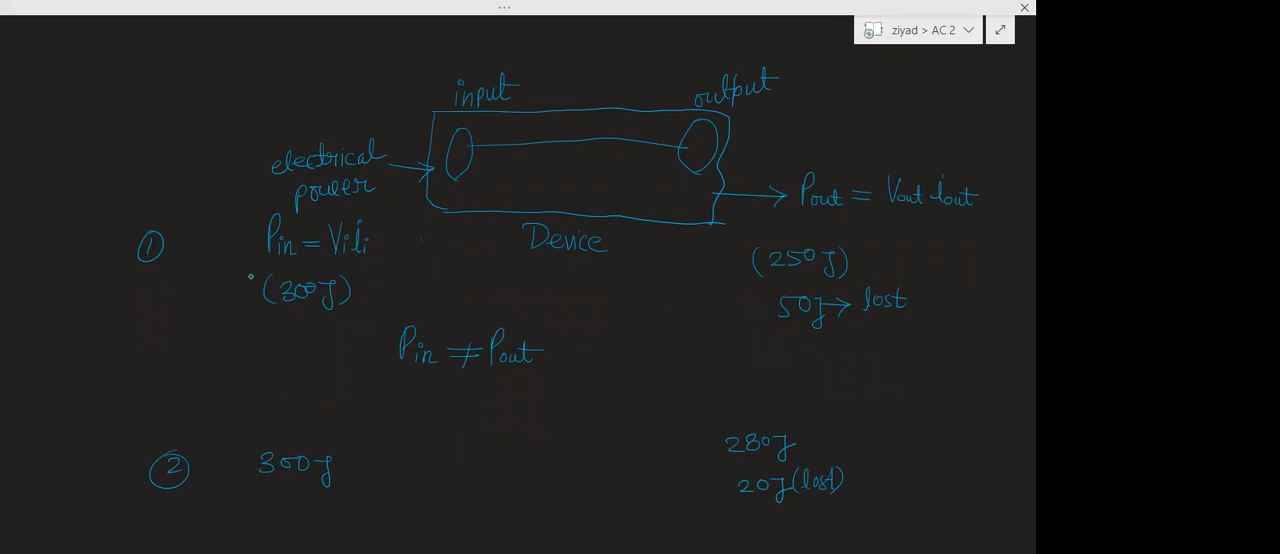 ziyad > AC 2
input
output
electrical
power
Pout = Vout iout
Pin = Viii
Device
①
(250J)
(300J)
50J → lost
Pin ≠ Pout
② 300J
280J
20J (lost)